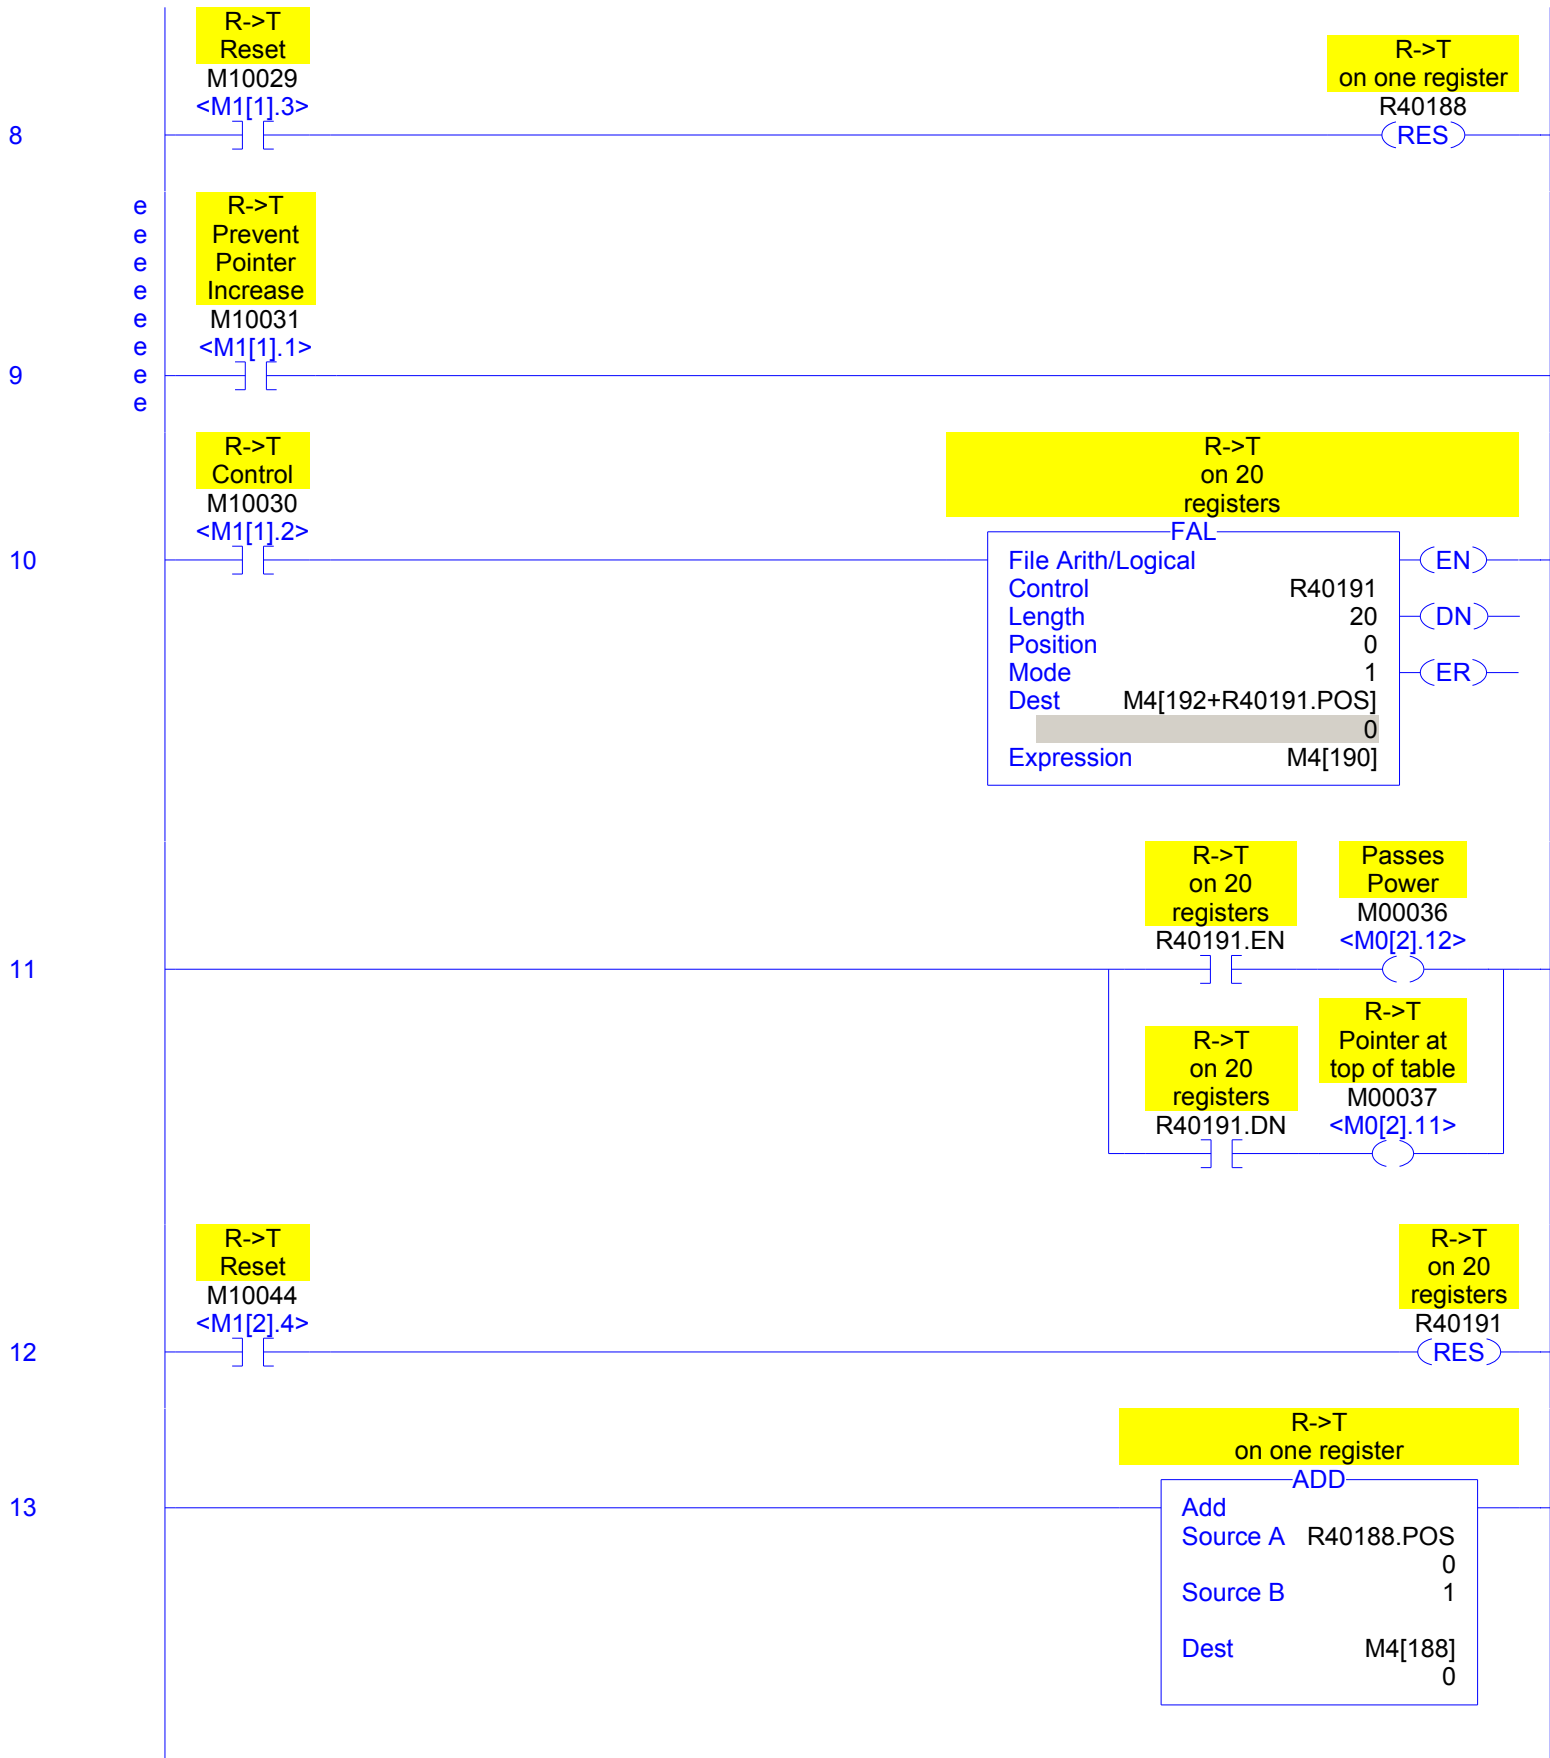 R->T
Reset
M10029
<M1[1].3>
R->T
on one register
R40188
8
RES
e
e
e
e
e
e
e
e
R->T
Prevent
Pointer
Increase
M10031
<M1[1].1>
9
R->T
Control
M10030
<M1[1].2>
10
R->T
on 20
registers
FAL
File Arith/Logical
EN
Control R40191
Length 20
DN
Position 0
Mode 1
ER
Dest M4[192+R40191.POS]
0
Expression M4[190]
11
R->T
on 20
registers
R40191.EN
Passes
Power
M00036
<M0[2].12>
R->T
on 20
registers
R40191.DN
R->T
Pointer at
top of table
M00037
<M0[2].11>
R->T
Reset
M10044
<M1[2].4>
12
R->T
on 20
registers
R40191
RES
13
R->T
on one register
ADD
Add
Source A R40188.POS
0
Source B 1
Dest M4[188]
0